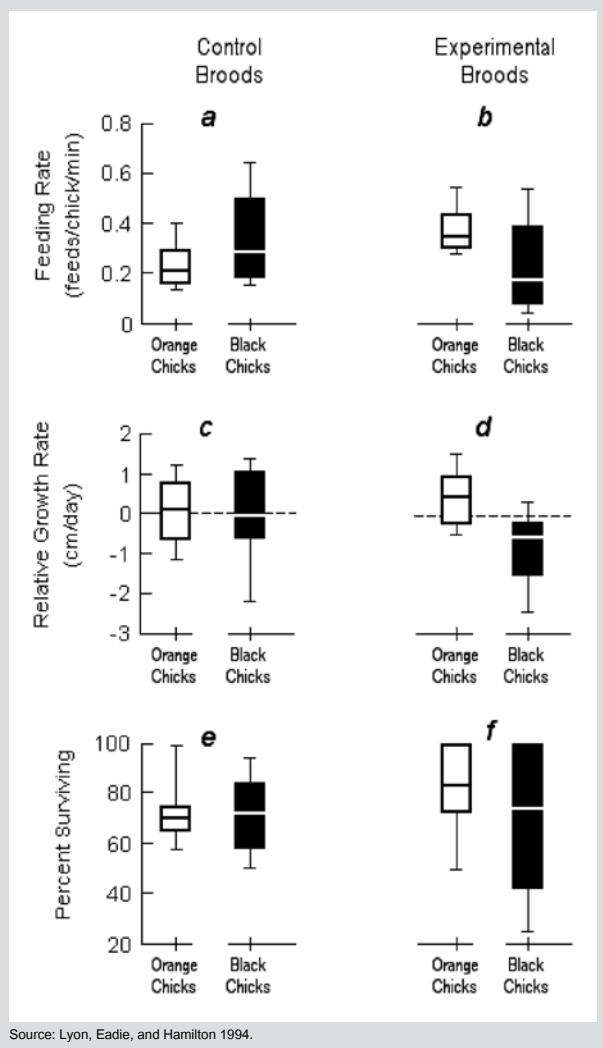 Control
Broods
Experimental
Broods
a
b
Feeding Rate
(feeds/chick/min)
0.8
0.6
0.4
0.2
0
Orange
Chicks
Black
Chicks
Orange
Chicks
Black
Chicks
c
d
Relative Growth Rate
(cm/day)
2
1
0
-1
-2
-3
Orange
Chicks
Black
Chicks
Orange
Chicks
Black
Chicks
e
f
Percent Surviving
100
80
60
40
20
Orange
Chicks
Black
Chicks
Orange
Chicks
Black
Chicks
Source: Lyon, Eadie, and Hamilton 1994.